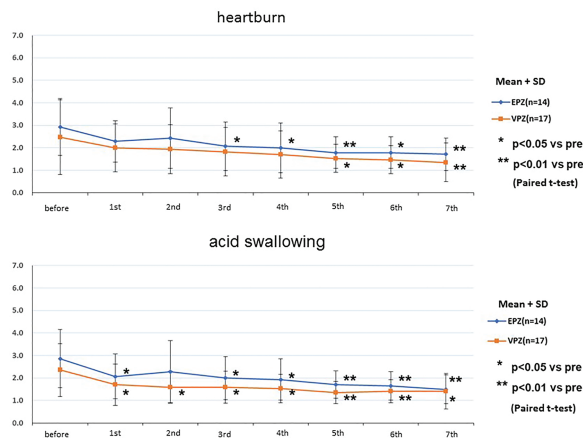 heartburn
7.0
6.0
5.0
4.0
3.0
2.0
1.0
0.0
before 1st 2nd 3rd 4th 5th 6th 7th
* * ** * **
* * **
Mean + SD
EPZ(n=14)
VPZ(n=17)
* p<0.05 vs pre
** p<0.01 vs pre
(Paired t-test)
acid swallowing
7.0
6.0
5.0
4.0
3.0
2.0
1.0
0.0
before 1st 2nd 3rd 4th 5th 6th 7th
* * * ** ** **
* * * * ** ** *
Mean + SD
EPZ(n=14)
VPZ(n=17)
* p<0.05 vs pre
** p<0.01 vs pre
(Paired t-test)